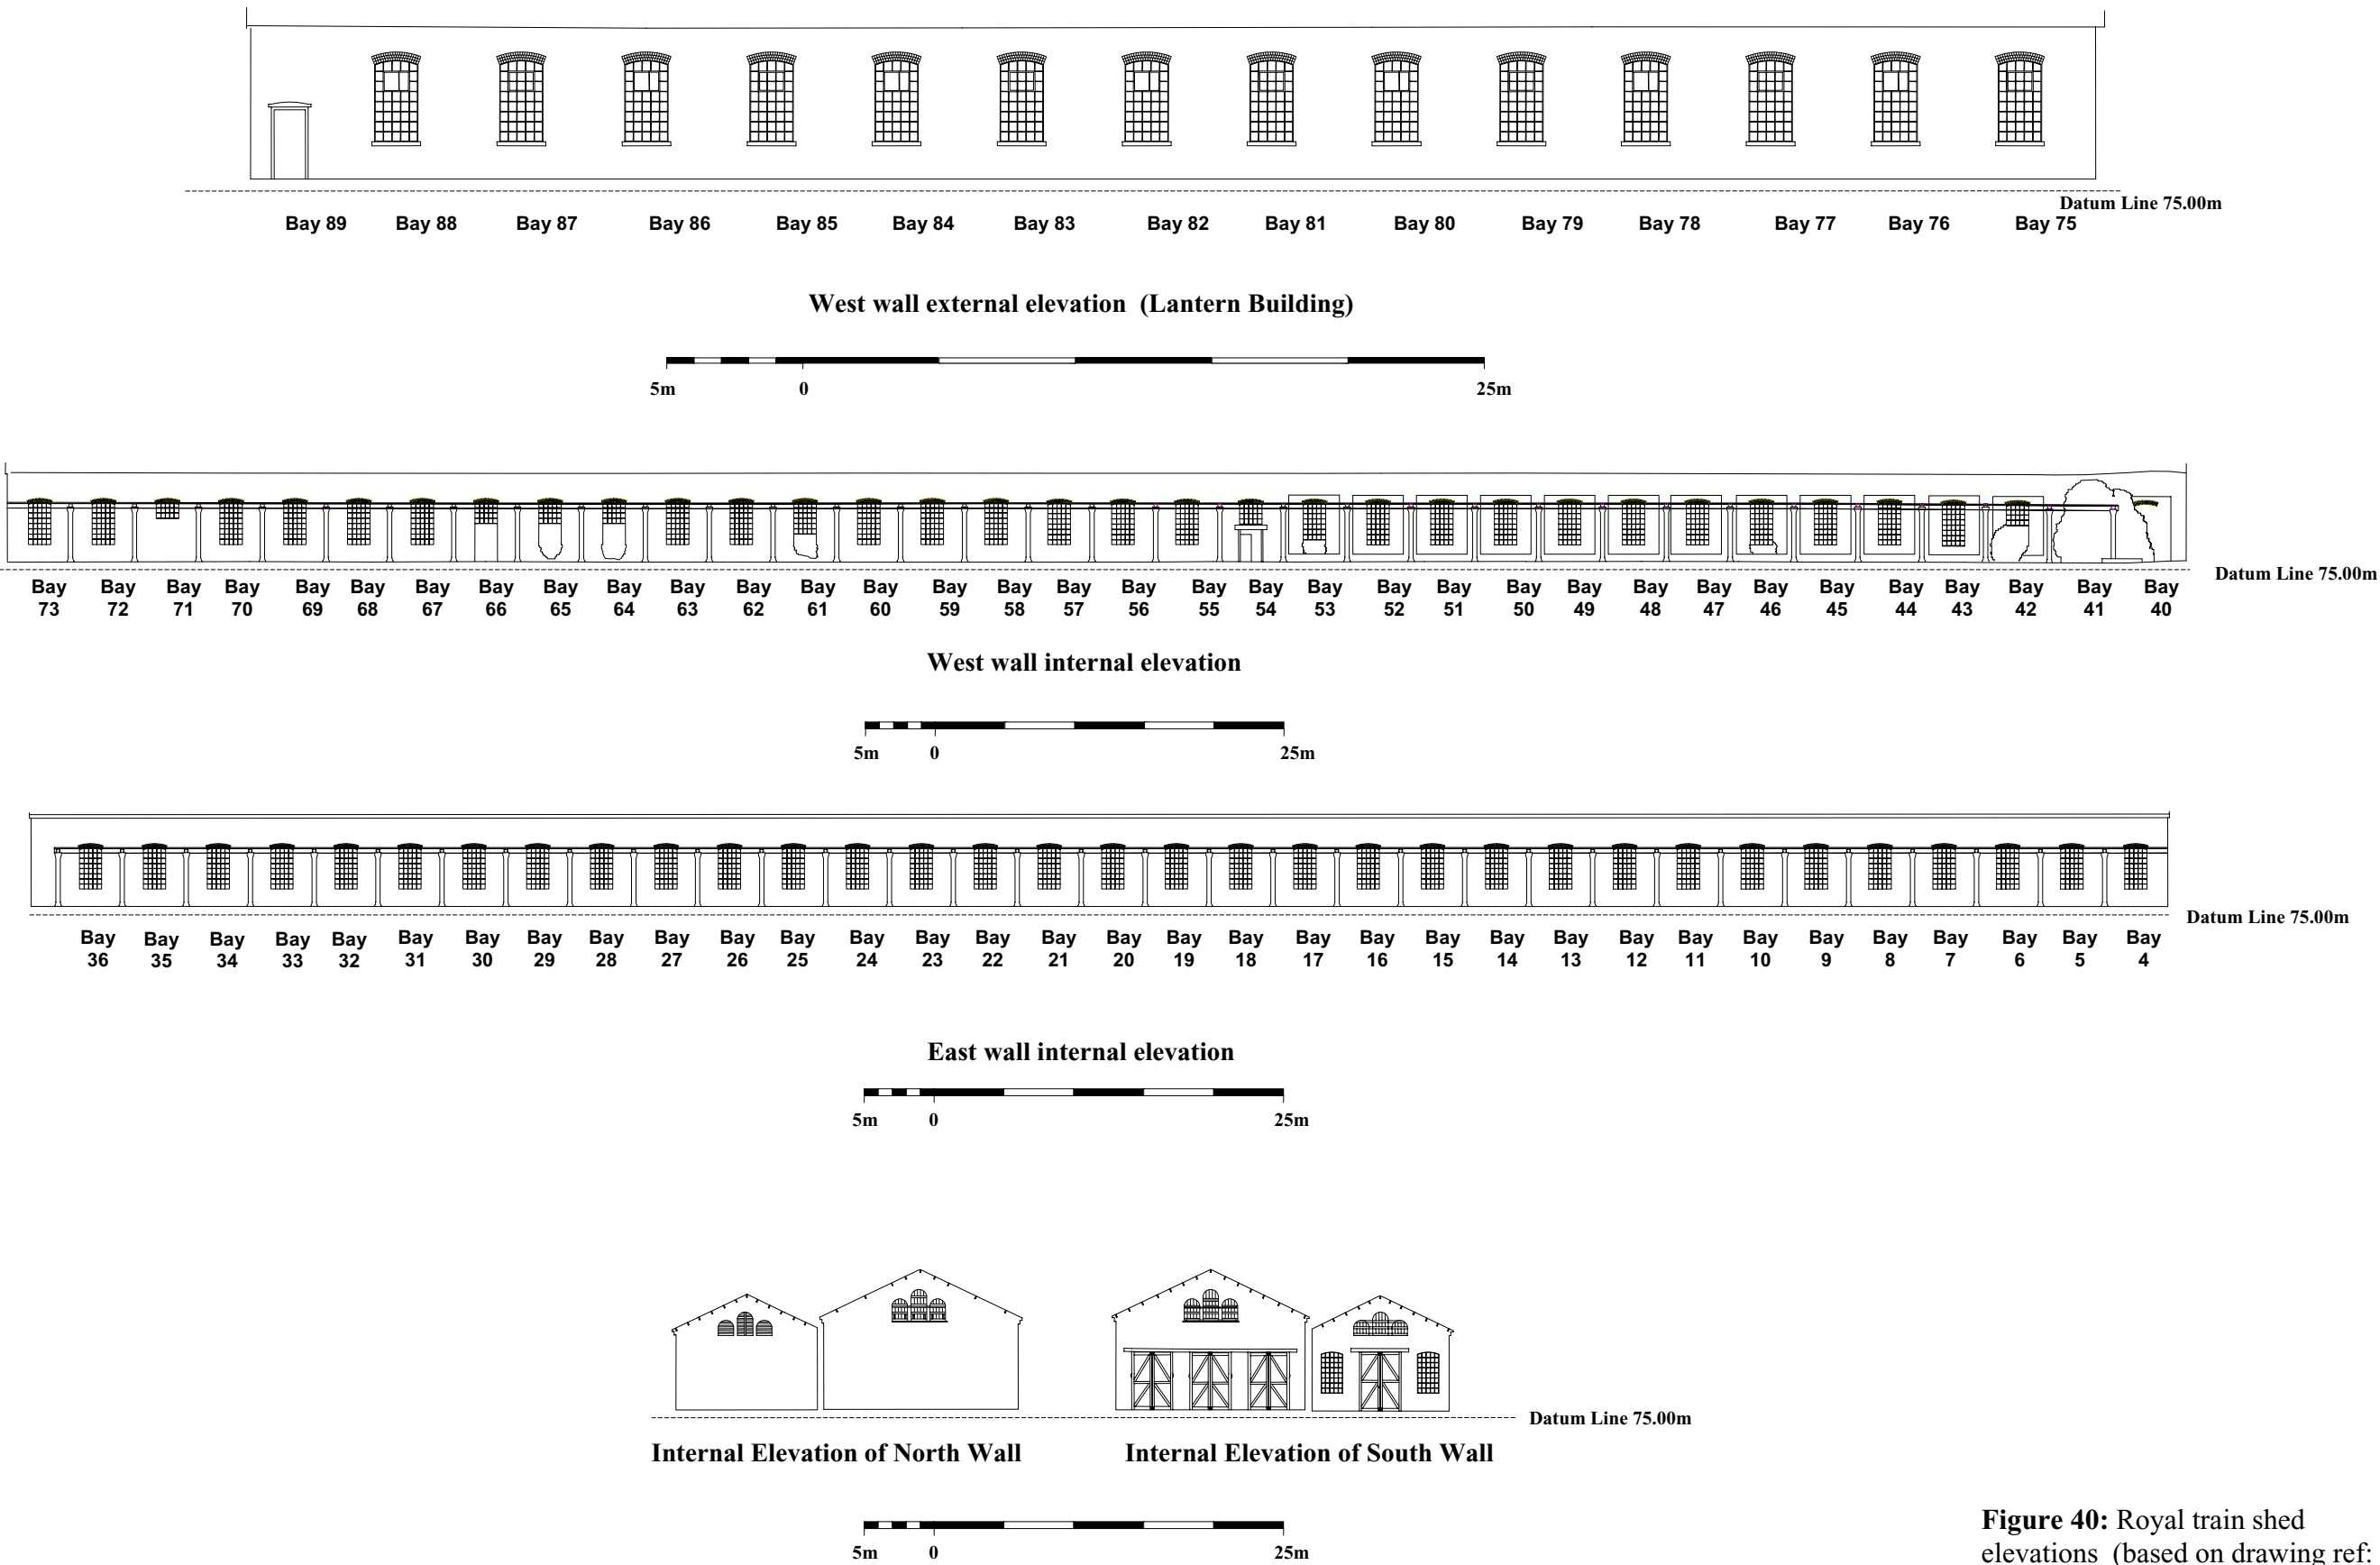 Datum Line 75.00m
Bay 89 Bay 88 Bay 87 Bay 86 Bay 85 Bay 84 Bay 83 Bay 82 Bay 81 Bay 80 Bay 79 Bay 78 Bay 77 Bay 76 Bay 75
West wall external elevation (Lantern Building)
5m 0 25m
Datum Line 75.00m
Bay Bay Bay Bay Bay Bay Bay Bay Bay Bay Bay Bay Bay Bay Bay Bay Bay Bay Bay Bay Bay Bay Bay Bay Bay Bay Bay Bay Bay Bay Bay Bay Bay Bay
73 72 71 70 69 68 67 66 65 64 63 62 61 60 59 58 57 56 55 54 53 52 51 50 49 48 47 46 45 44 43 42 41 40
West wall internal elevation
5m 0 25m
Datum Line 75.00m
Bay Bay Bay Bay Bay Bay Bay Bay Bay Bay Bay Bay Bay Bay Bay Bay Bay Bay Bay Bay Bay Bay Bay Bay Bay Bay Bay Bay Bay Bay Bay Bay Bay
36 35 34 33 32 31 30 29 28 27 26 25 24 23 22 21 20 19 18 17 16 15 14 13 12 11 10 9 8 7 6 5 4
East wall internal elevation
5m 0 25m
Datum Line 75.00m
Internal Elevation of North Wall Internal Elevation of South Wall
5m 0 25m
Figure 40: Royal train shed
elevations (based on drawing ref: